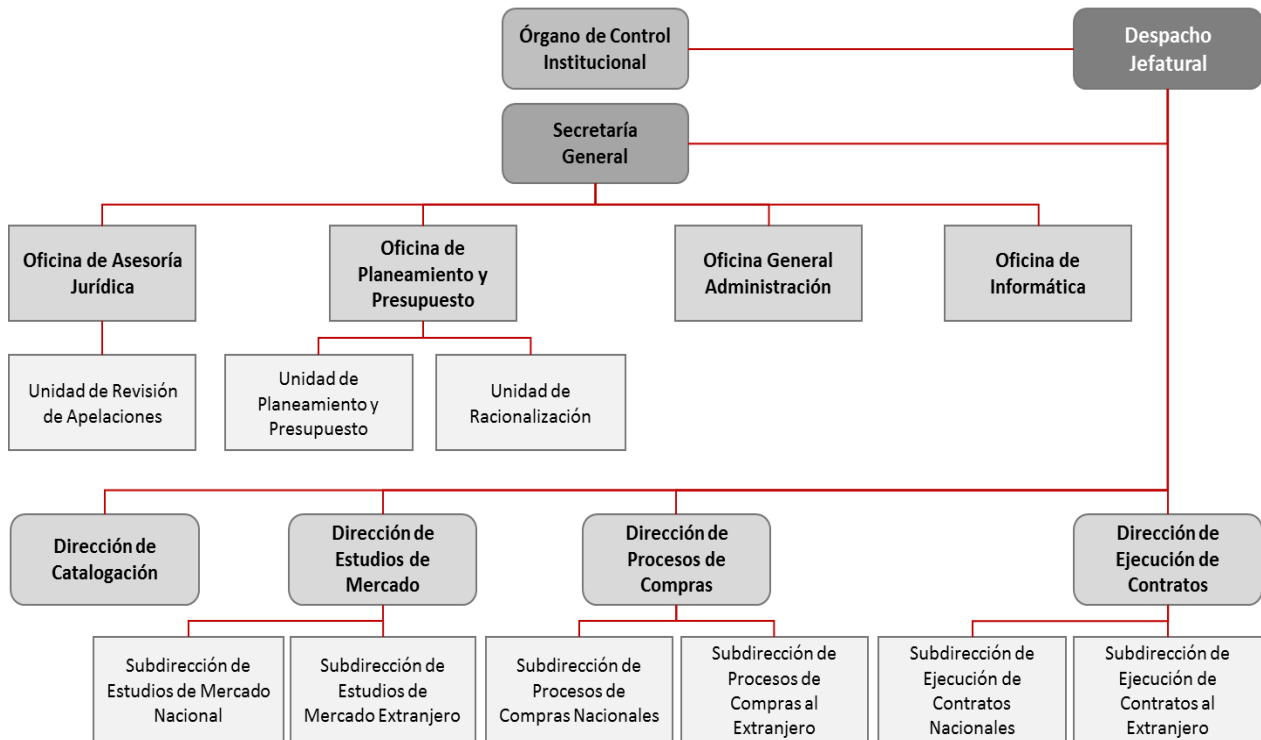 Órgano de Control
Institucional
Despacho
Jefatural
Secretaría
General
Oficina de Asesoría
Jurídica
Oficina de
Planeamiento y
Presupuesto
Oficina General
Administración
Oficina de
Informática
Unidad de Revisión
de Apelaciones
Unidad de
Planeamiento y
Presupuesto
Unidad de
Racionalización
Dirección de
Catalogación
Dirección de
Estudios de
Mercado
Dirección de
Procesos de
Compras
Dirección de
Ejecución de
Contratos
Subdirección de
Estudios de Mercado
Nacional
Subdirección de
Estudios de
Mercado Extranjero
Subdirección de
Procesos de
Compras Nacionales
Subdirección de
Procesos de
Compras al
Extranjero
Subdirección de
Ejecución de
Contratos
Nacionales
Subdirección de
Ejecución de
Contratos al
Extranjero